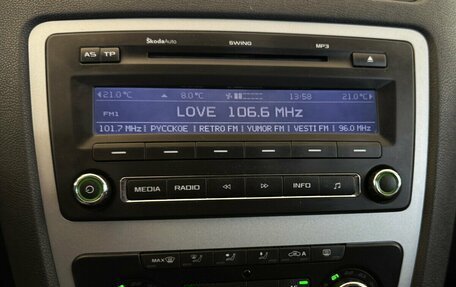 ŠkodaAuto SWING MP3
AS TP
21.0°C 8.0°C 13:58 21.0°C
FM1 LOVE 106.6 MHz
101.7 MHz | РУССКОЕ | RETRO FM | YUMOR FM | VESTI FM | 96.0 MHz
MEDIA RADIO INFO
MAX A